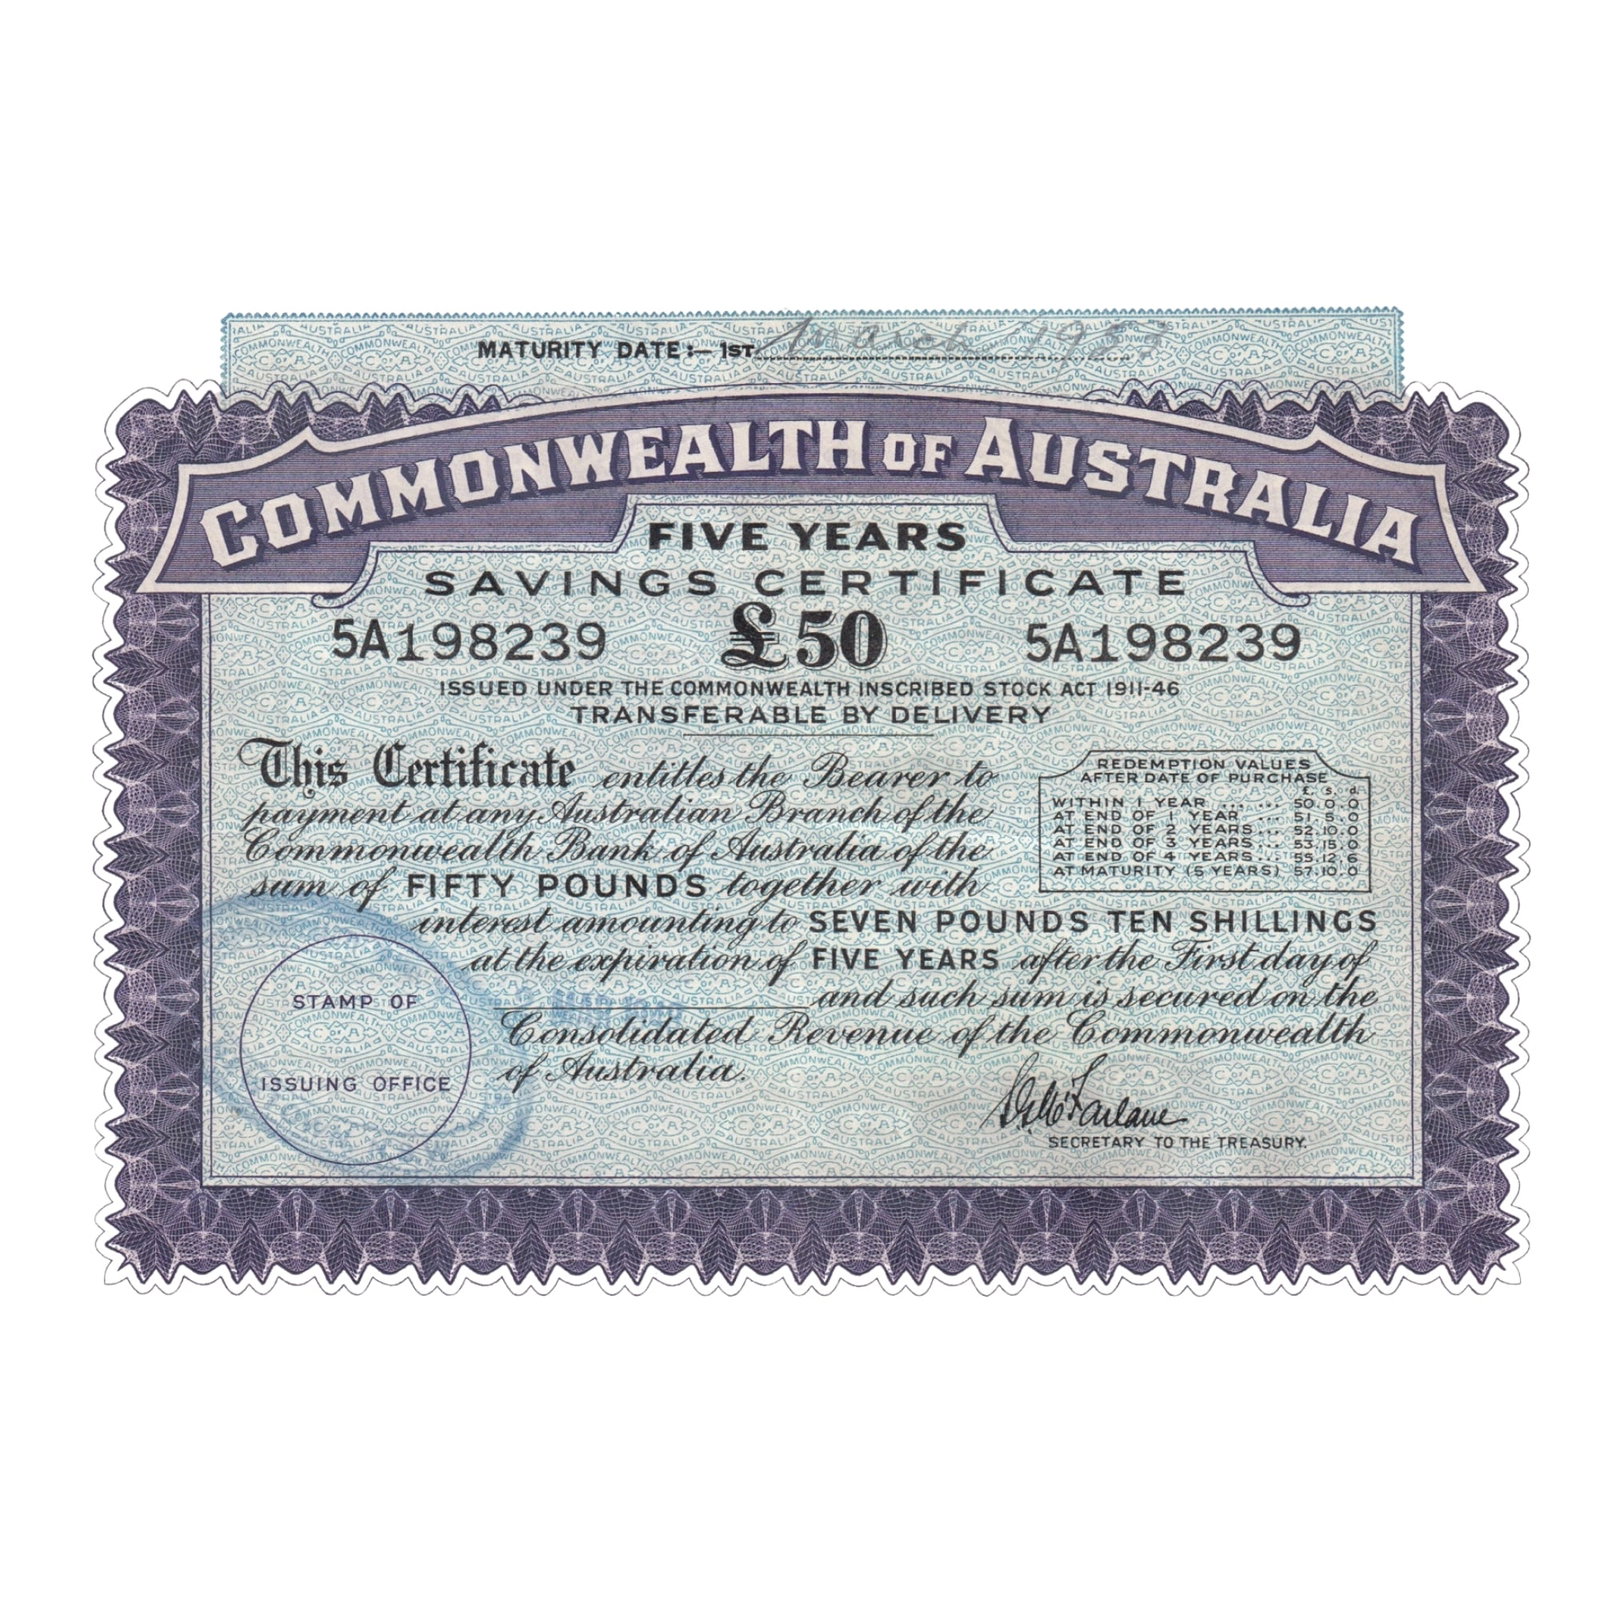 MATURITY DATE:— 1ST March
COMMONWEALTH OF AUSTRALIA
FIVE YEARS
SAVINGS CERTIFICATE
5A198239 £50 5A198239
ISSUED UNDER THE COMMONWEALTH INSCRIBED STOCK ACT 1911-46
TRANSFERABLE BY DELIVERY
This Certificate entitles the Bearer to
payment at any Australian Branch of the
Commonwealth Bank of Australia of the
sum of FIFTY POUNDS together with
interest amounting to SEVEN POUNDS TEN SHILLINGS
at the expiration of FIVE YEARS after the First day of
and such sum is secured on the
Consolidated Revenue of the Commonwealth
of Australia.
REDEMPTION VALUES
AFTER DATE OF PURCHASE
£. s. d.
WITHIN 1 YEAR ... ... 50.0.0
AT END OF 1 YEAR ... 51.5.0
AT END OF 2 YEARS... 52.10.0
AT END OF 3 YEARS... 53.15.0
AT END OF 4 YEARS... 55.12.6
AT MATURITY (5 YEARS) 57.10.0
STAMP OF
ISSUING OFFICE
S.G. McFarlane
SECRETARY TO THE TREASURY.